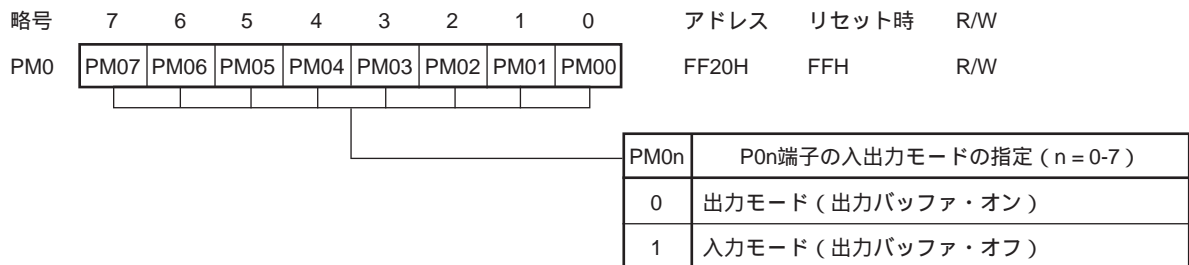 略号 7 6 5 4 3 2 1 0 アドレス リセット時 R/W
PM0 PM07 PM06 PM05 PM04 PM03 PM02 PM01 PM00 FF20H FFH R/W
PM0n P0n端子の入出力モードの指定（n = 0-7）
0 出力モード（出力バッファ・オン）
1 入力モード（出力バッファ・オフ）